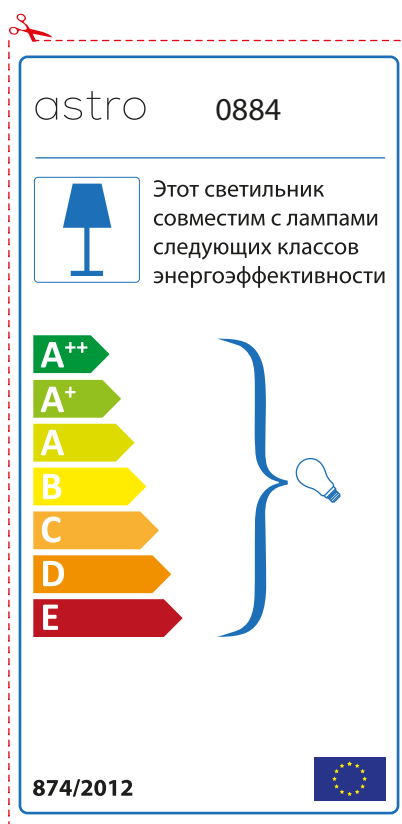 astro 0884
Этот светильник
совместим с лампами
следующих классов
энергоэффективности
A++
A+
A
B
C
D
E
874/2012